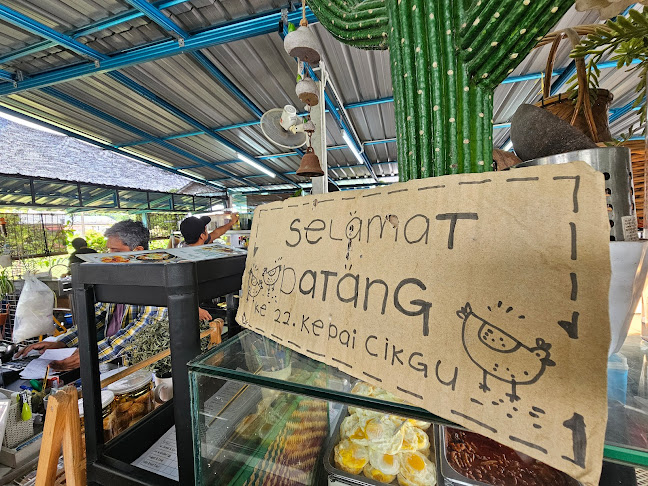 SeLamaT
DaTanG
ke 22. Kepai CikGu